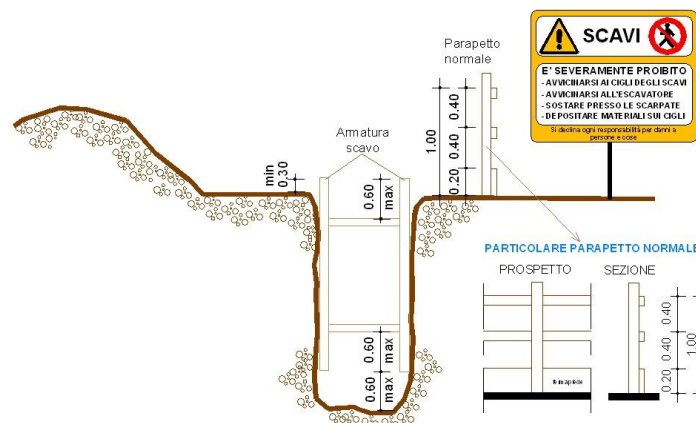 SCAVI
E' SEVERAMENTE PROIBITO
- AVVICINARSI AI CIGLI DEGLI SCAVI
- AVVICINARSI ALL'ESCAVATORE
- SOSTARE PRESSO LE SCARPATE
- DEPOSITARE MATERIALI SUI CIGLI
Si declina ogni responsabilità per danni a
persone e cose
Parapetto
normale
1.00
0.40
0.40
0.20
Armatura
scavo
min
0,30
0.60
max
0.60
max
0.60
max
PARTICOLARE PARAPETTO NORMALE
PROSPETTO
SEZIONE
fermapiede
0.40
0.40
0.20
1.00